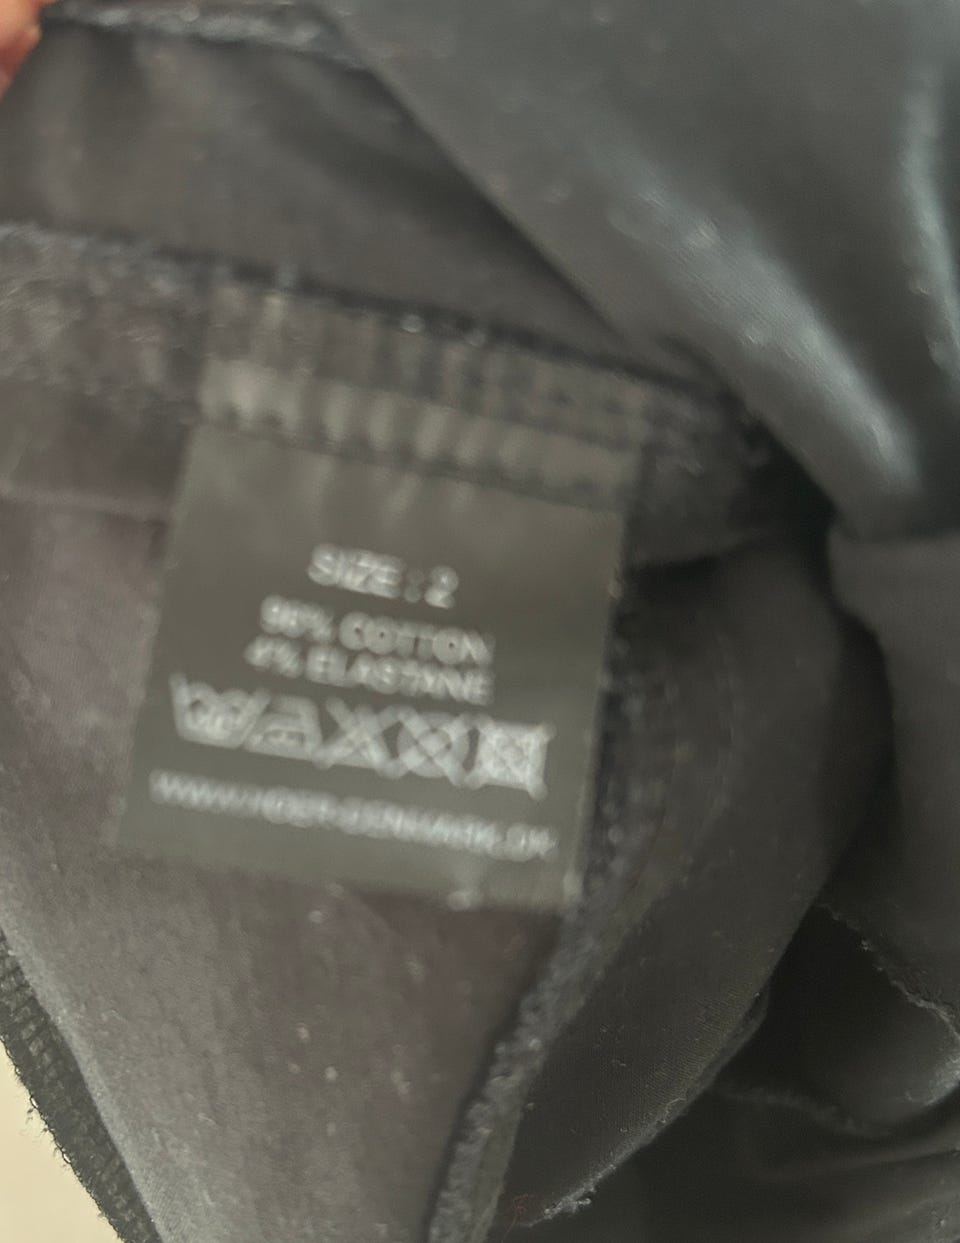 SIZE : 2
96% COTTON
4% ELASTANE